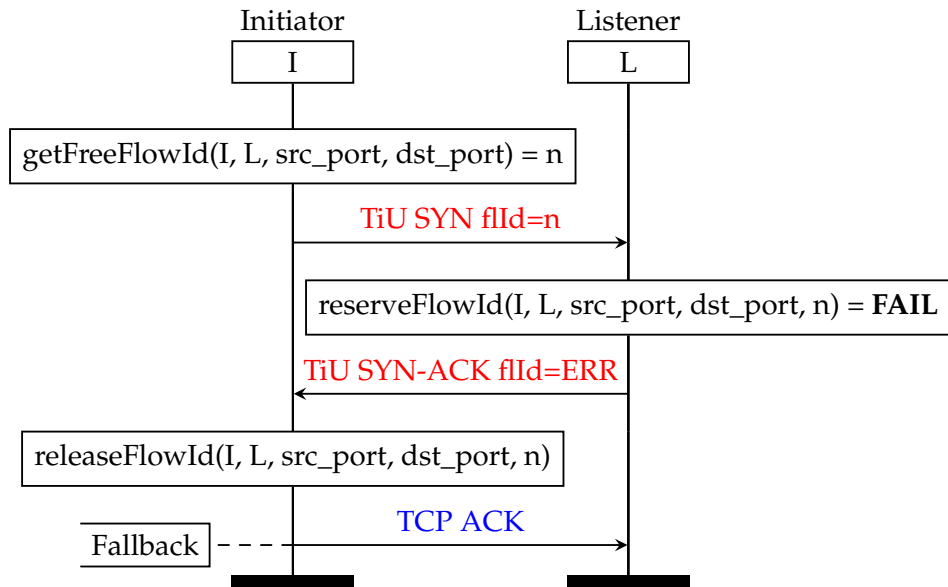 Initiator
Listener
I
L
getFreeFlowId(I, L, src_port, dst_port) = n
TiU SYN flId=n
reserveFlowId(I, L, src_port, dst_port, n) = FAIL
TiU SYN-ACK flId=ERR
releaseFlowId(I, L, src_port, dst_port, n)
TCP ACK
Fallback